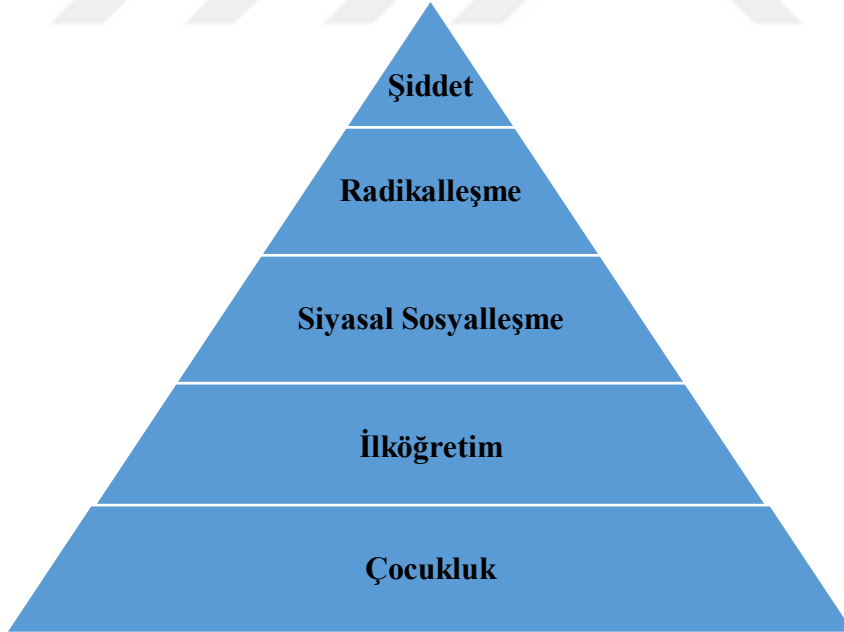 Şiddet
Radikalleşme
Siyasal Sosyalleşme
İlköğretim
Çocukluk